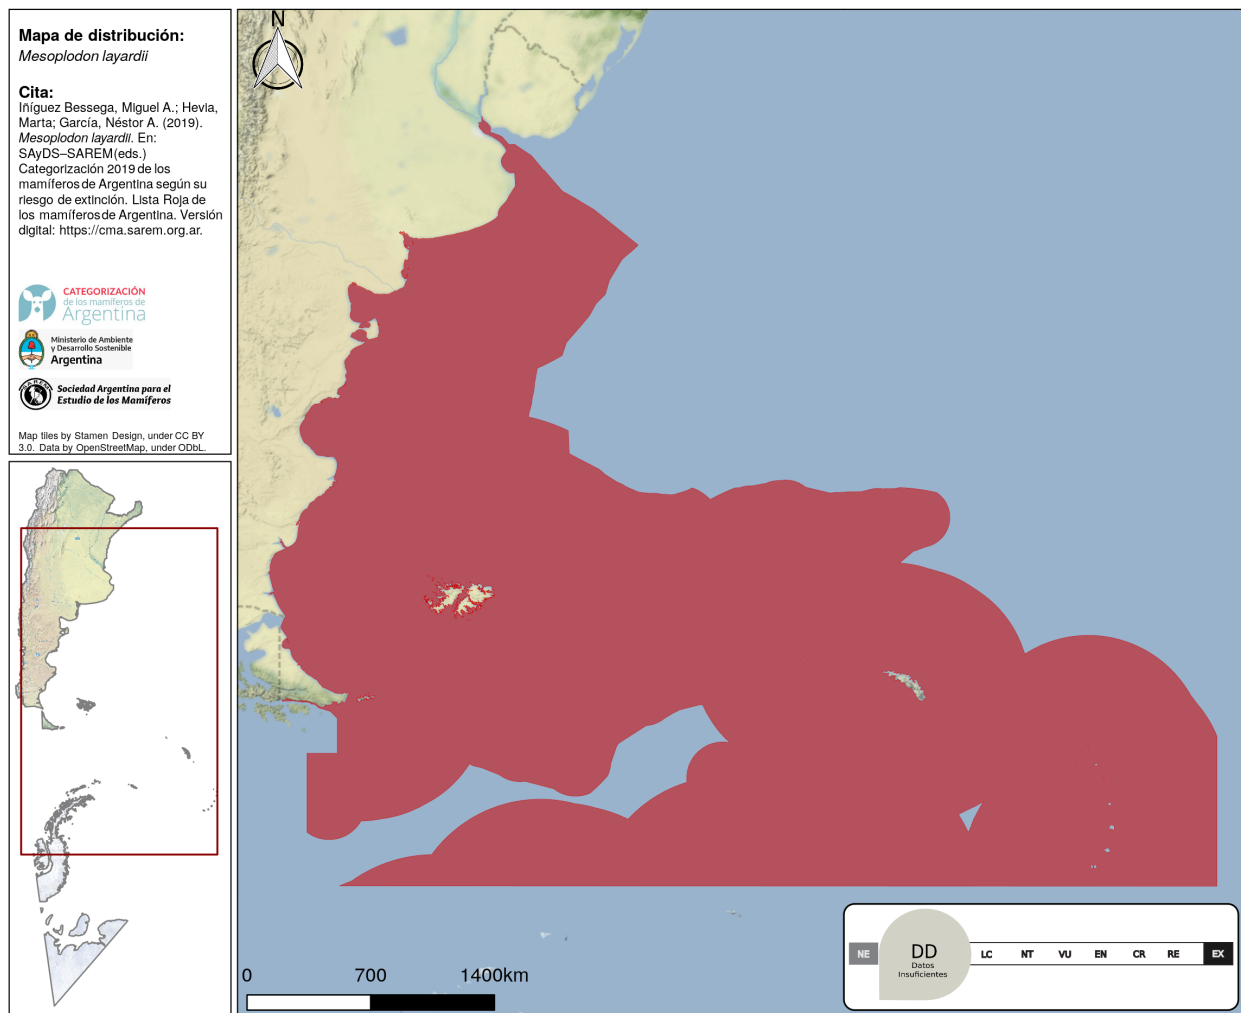 Mapa de distribución:
Mesoplodon layardii
Cita:
Iñíguez Bessega, Miguel A.; Hevia,
Marta; García, Néstor A. (2019).
Mesoplodon layardii. En:
SAyDS–SAREM(eds.)
Categorización 2019 de los
mamíferos de Argentina según su
riesgo de extinción. Lista Roja de
los mamíferos de Argentina. Versión
digital: https://cma.sarem.org.ar.
CATEGORIZACIÓN
de los mamíferos de
Argentina
Ministerio de Ambiente
y Desarrollo Sostenible
Argentina
SAREM
Sociedad Argentina para el
Estudio de los Mamíferos
Map tiles by Stamen Design, under CC BY
3.0. Data by OpenStreetMap, under ODbL.
N
0 700 1400km
NE DD LC NT VU EN CR RE EX
Datos
Insuficientes